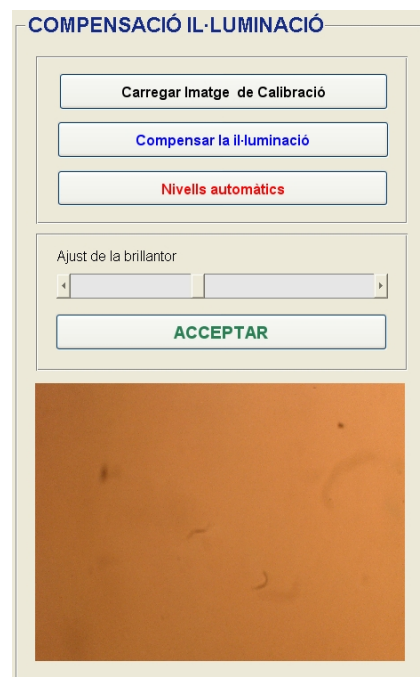 COMPENSACIÓ IL·LUMINACIÓ
Carregar Imatge de Calibració
Compensar la il·luminació
Nivells automàtics
Ajust de la brillantor
ACCEPTAR